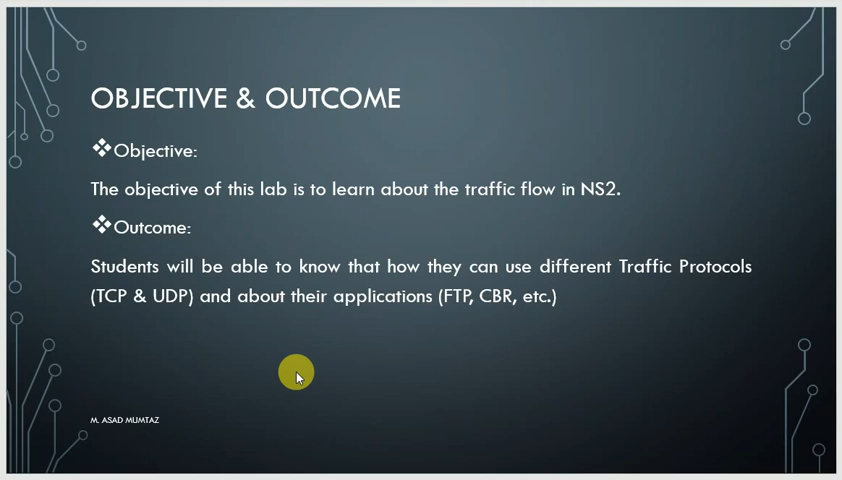 OBJECTIVE & OUTCOME
❖Objective:
The objective of this lab is to learn about the traffic flow in NS2.
❖Outcome:
Students will be able to know that how they can use different Traffic Protocols
(TCP & UDP) and about their applications (FTP, CBR, etc.)
M. ASAD MUMTAZ